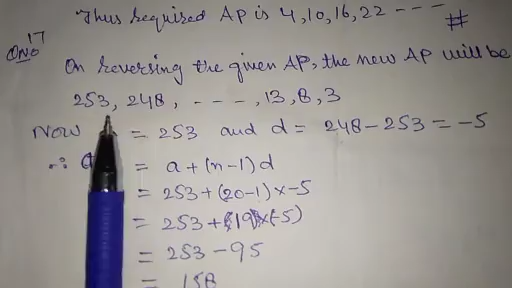 Thus required AP is 4,10,16,22 ---- #
QNo 17
On reversing the given AP, the new AP will be
253, 248, ----, 13, 8, 3
Now = 253 and d = 248-253 = -5
∴ = a+(n-1)d
= 253+(20-1)×-5
= 253+(19)×(-5)
= 253-95
= 158